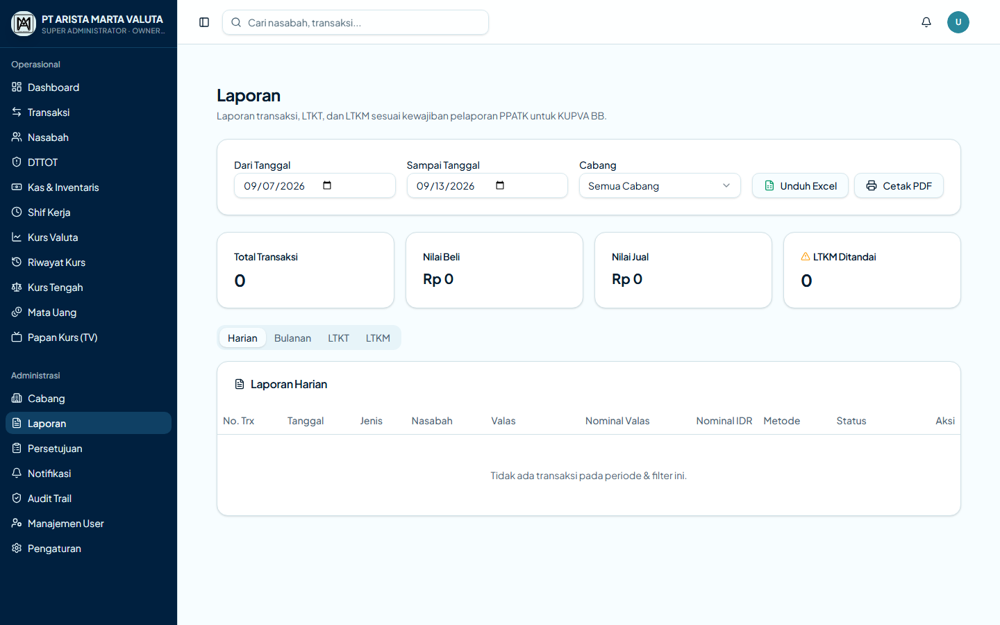 PT ARISTA MARTA VALUTA
SUPER ADMINISTRATOR · OWNER...
Cari nasabah, transaksi...
U
Operasional
Dashboard
Transaksi
Nasabah
DTTOT
Kas & Inventaris
Shif Kerja
Kurs Valuta
Riwayat Kurs
Kurs Tengah
Mata Uang
Papan Kurs (TV)
Administrasi
Cabang
Laporan
Persetujuan
Notifikasi
Audit Trail
Manajemen User
Pengaturan
Laporan
Laporan transaksi, LTKT, dan LTKM sesuai kewajiban pelaporan PPATK untuk KUPVA BB.
Dari Tanggal Sampai Tanggal Cabang
09/07/2026 09/13/2026 Semua Cabang Unduh Excel Cetak PDF
Total Transaksi Nilai Beli Nilai Jual LTKM Ditandai
0 Rp 0 Rp 0 0
Harian Bulanan LTKT LTKM
Laporan Harian
No. Trx Tanggal Jenis Nasabah Valas Nominal Valas Nominal IDR Metode Status Aksi
Tidak ada transaksi pada periode & filter ini.